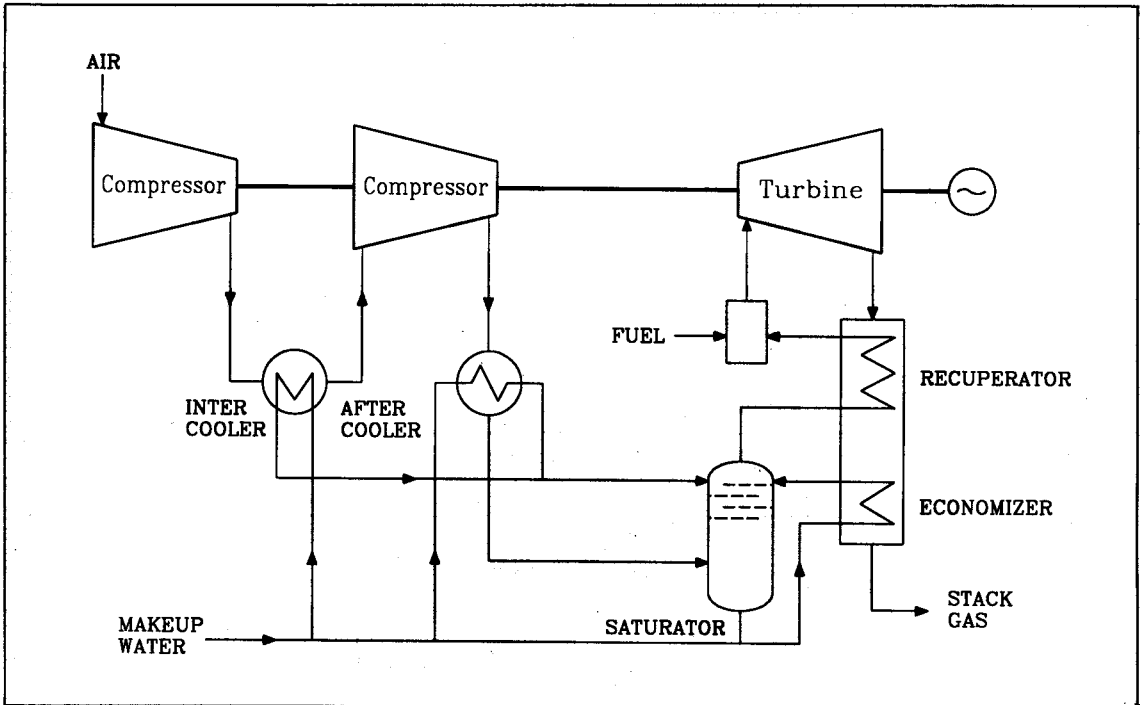 AIR
Compressor
Compressor
Turbine
FUEL
RECUPERATOR
INTER
COOLER
AFTER
COOLER
ECONOMIZER
SATURATOR
STACK
GAS
MAKEUP
WATER